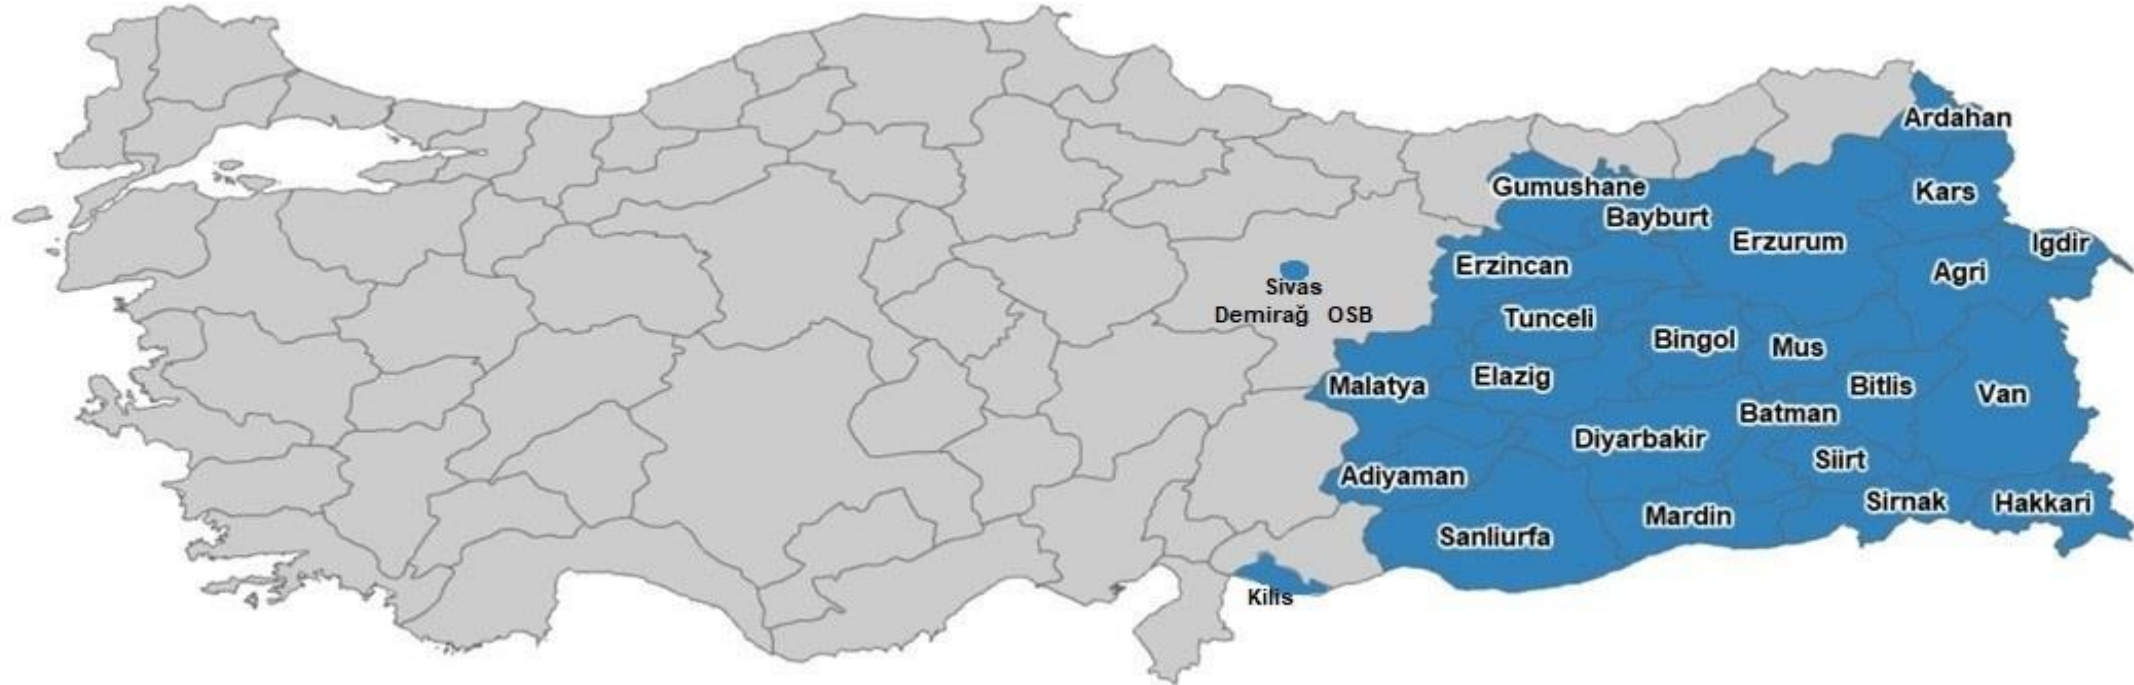 Ardahan
Gumushane
Kars
Bayburt
Erzurum
Igdir
Erzincan
Agri
Sivas
Demirağ OSB
Tunceli
Bingol
Mus
Malatya
Elazig
Bitlis
Van
Batman
Diyarbakir
Siirt
Adiyaman
Sirnak
Hakkari
Mardin
Sanliurfa
Kilis